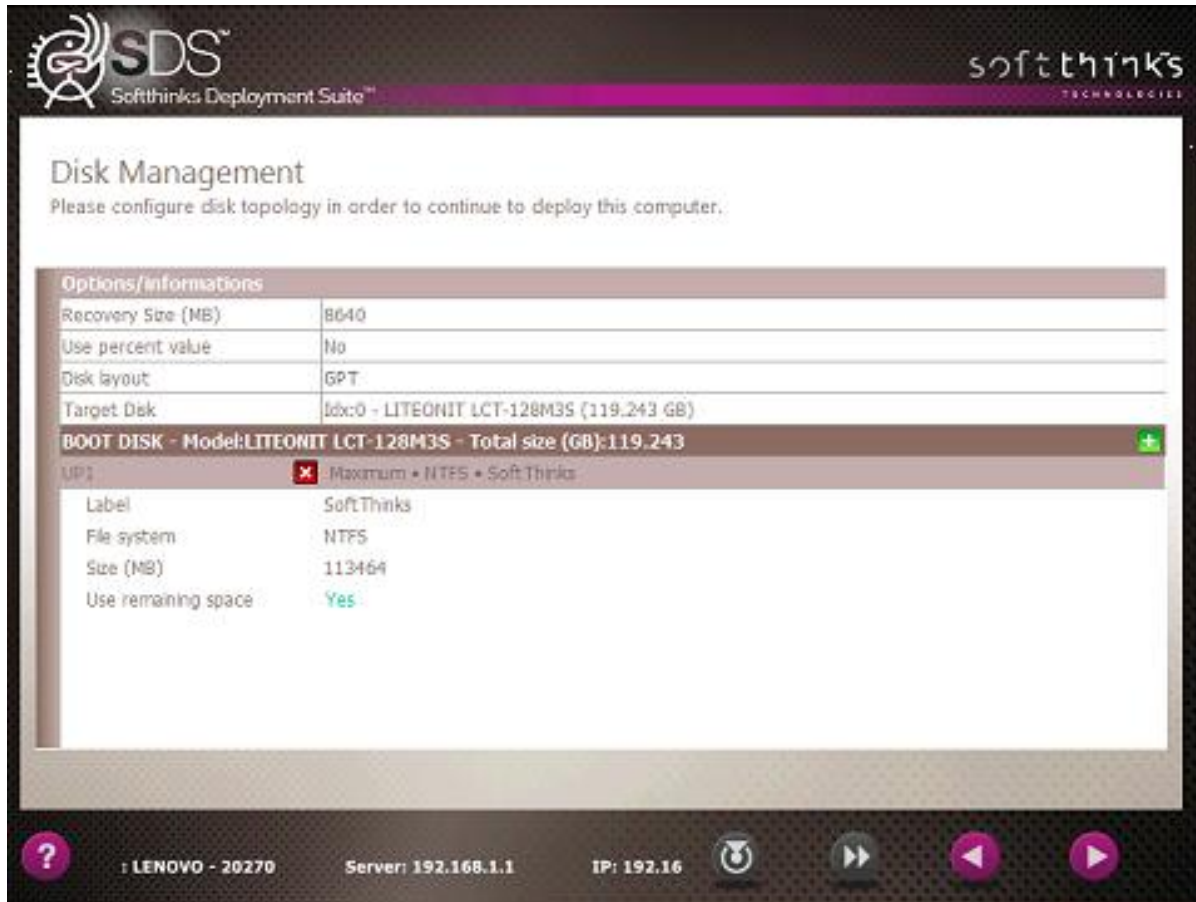 SDS™
Softthinks Deployment Suite™
softthinks
TECHNOLOGIES
Disk Management
Please configure disk topology in order to continue to deploy this computer.
Options/informations
Recovery Size (MB) 8640
Use percent value No
Disk layout GPT
Target Disk Idx:0 - LITEONIT LCT-128M3S (119.243 GB)
BOOT DISK - Model:LITEONIT LCT-128M3S - Total size (GB):119.243
UP1 Maximum • NTFS • SoftThinks
Label SoftThinks
File system NTFS
Size (MB) 113464
Use remaining space Yes
? : LENOVO - 20270 Server: 192.168.1.1 IP: 192.16